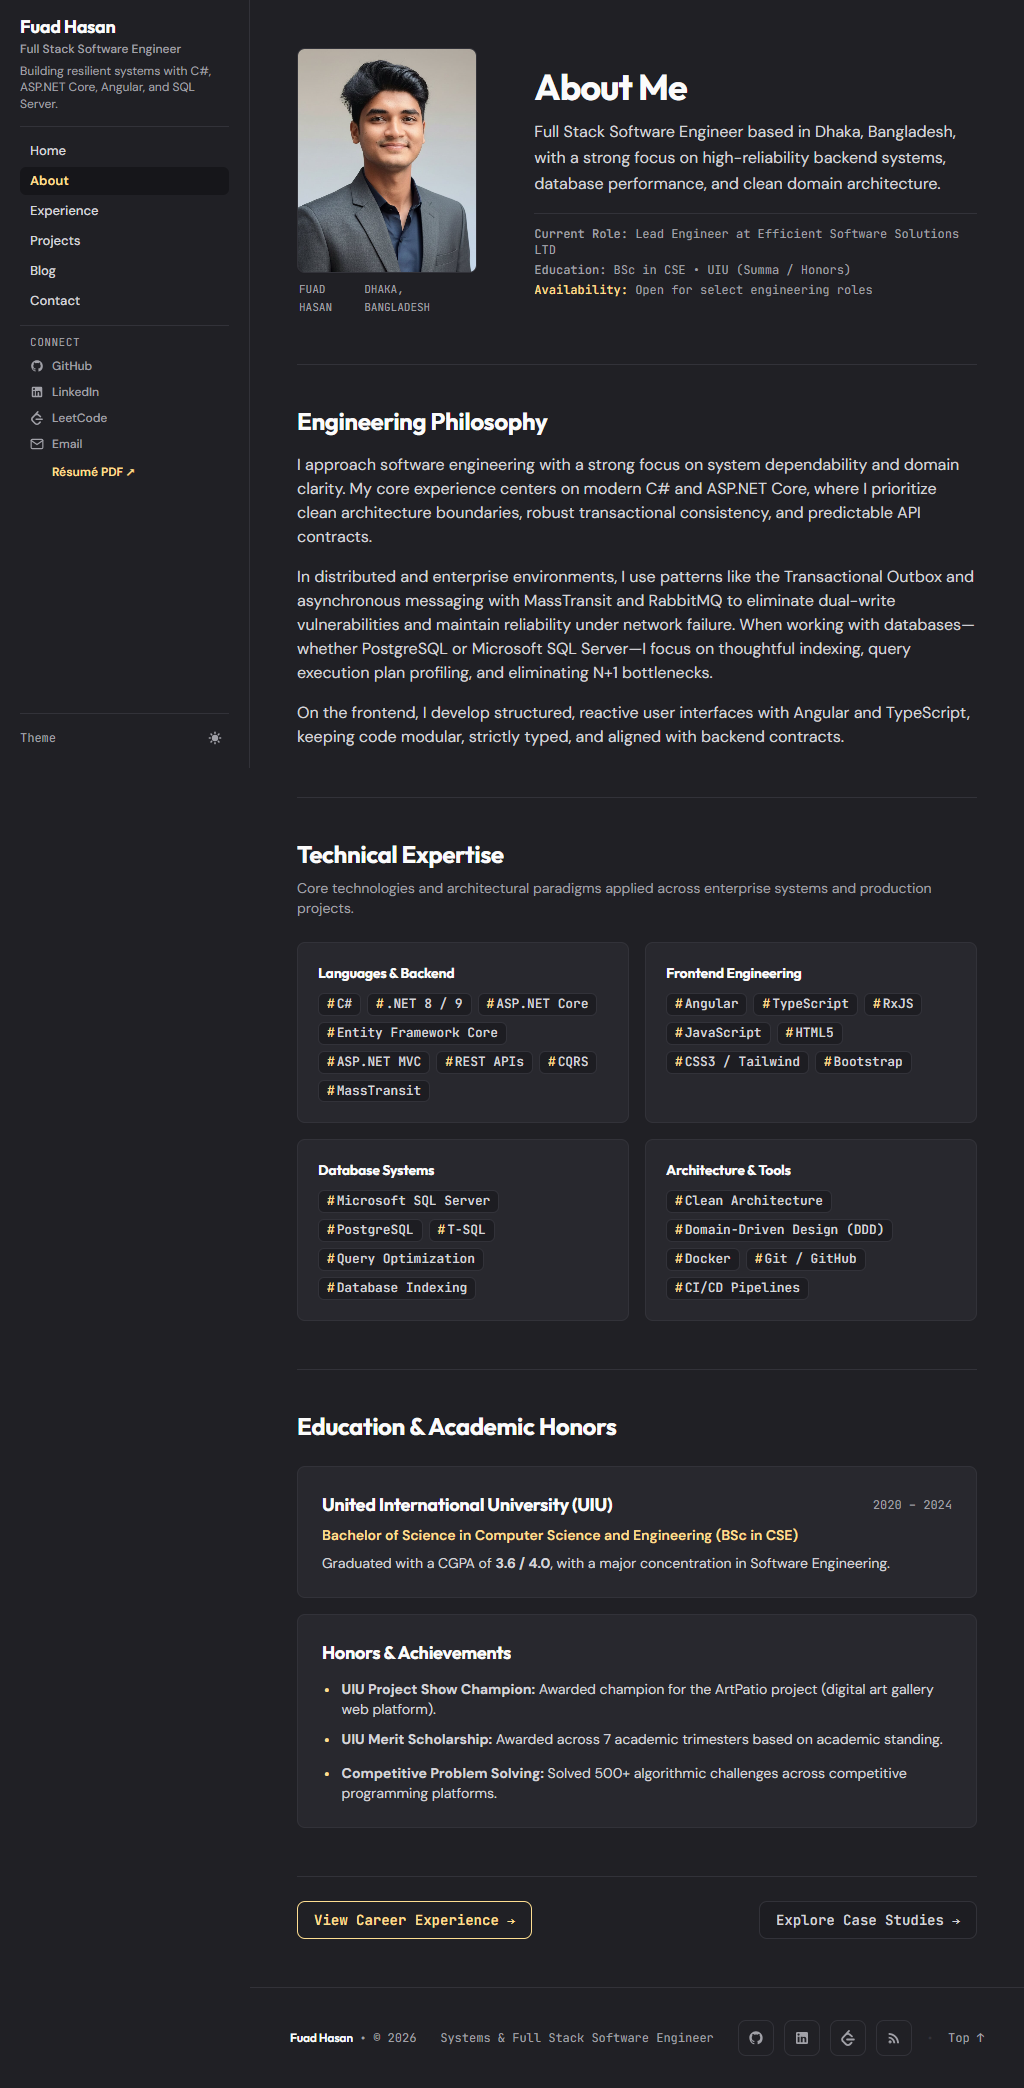 Fuad Hasan
Full Stack Software Engineer
Building resilient systems with C#,
ASP.NET Core, Angular, and SQL
Server.
Home
About
Experience
Projects
Blog
Contact
CONNECT
GitHub
LinkedIn
LeetCode
Email
Résumé PDF ↗
Theme
FUAD
HASAN
DHAKA,
BANGLADESH
About Me
Full Stack Software Engineer based in Dhaka, Bangladesh,
with a strong focus on high-reliability backend systems,
database performance, and clean domain architecture.
Current Role: Lead Engineer at Efficient Software Solutions
LTD
Education: BSc in CSE • UIU (Summa / Honors)
Availability: Open for select engineering roles
Engineering Philosophy
I approach software engineering with a strong focus on system dependability and domain
clarity. My core experience centers on modern C# and ASP.NET Core, where I prioritize
clean architecture boundaries, robust transactional consistency, and predictable API
contracts.
In distributed and enterprise environments, I use patterns like the Transactional Outbox and
asynchronous messaging with MassTransit and RabbitMQ to eliminate dual-write
vulnerabilities and maintain reliability under network failure. When working with databases—
whether PostgreSQL or Microsoft SQL Server—I focus on thoughtful indexing, query
execution plan profiling, and eliminating N+1 bottlenecks.
On the frontend, I develop structured, reactive user interfaces with Angular and TypeScript,
keeping code modular, strictly typed, and aligned with backend contracts.
Technical Expertise
Core technologies and architectural paradigms applied across enterprise systems and production
projects.
Languages & Backend
#C# #.NET 8 / 9 #ASP.NET Core
#Entity Framework Core
#ASP.NET MVC #REST APIs #CQRS
#MassTransit
Frontend Engineering
#Angular #TypeScript #RxJS
#JavaScript #HTML5
#CSS3 / Tailwind #Bootstrap
Database Systems
#Microsoft SQL Server
#PostgreSQL #T-SQL
#Query Optimization
#Database Indexing
Architecture & Tools
#Clean Architecture
#Domain-Driven Design (DDD)
#Docker #Git / GitHub
#CI/CD Pipelines
Education & Academic Honors
United International University (UIU) 2020 – 2024
Bachelor of Science in Computer Science and Engineering (BSc in CSE)
Graduated with a CGPA of 3.6 / 4.0, with a major concentration in Software Engineering.
Honors & Achievements
• UIU Project Show Champion: Awarded champion for the ArtPatio project (digital art gallery
web platform).
• UIU Merit Scholarship: Awarded across 7 academic trimesters based on academic standing.
• Competitive Problem Solving: Solved 500+ algorithmic challenges across competitive
programming platforms.
View Career Experience →
Explore Case Studies →
Fuad Hasan • © 2026 Systems & Full Stack Software Engineer · Top ↑